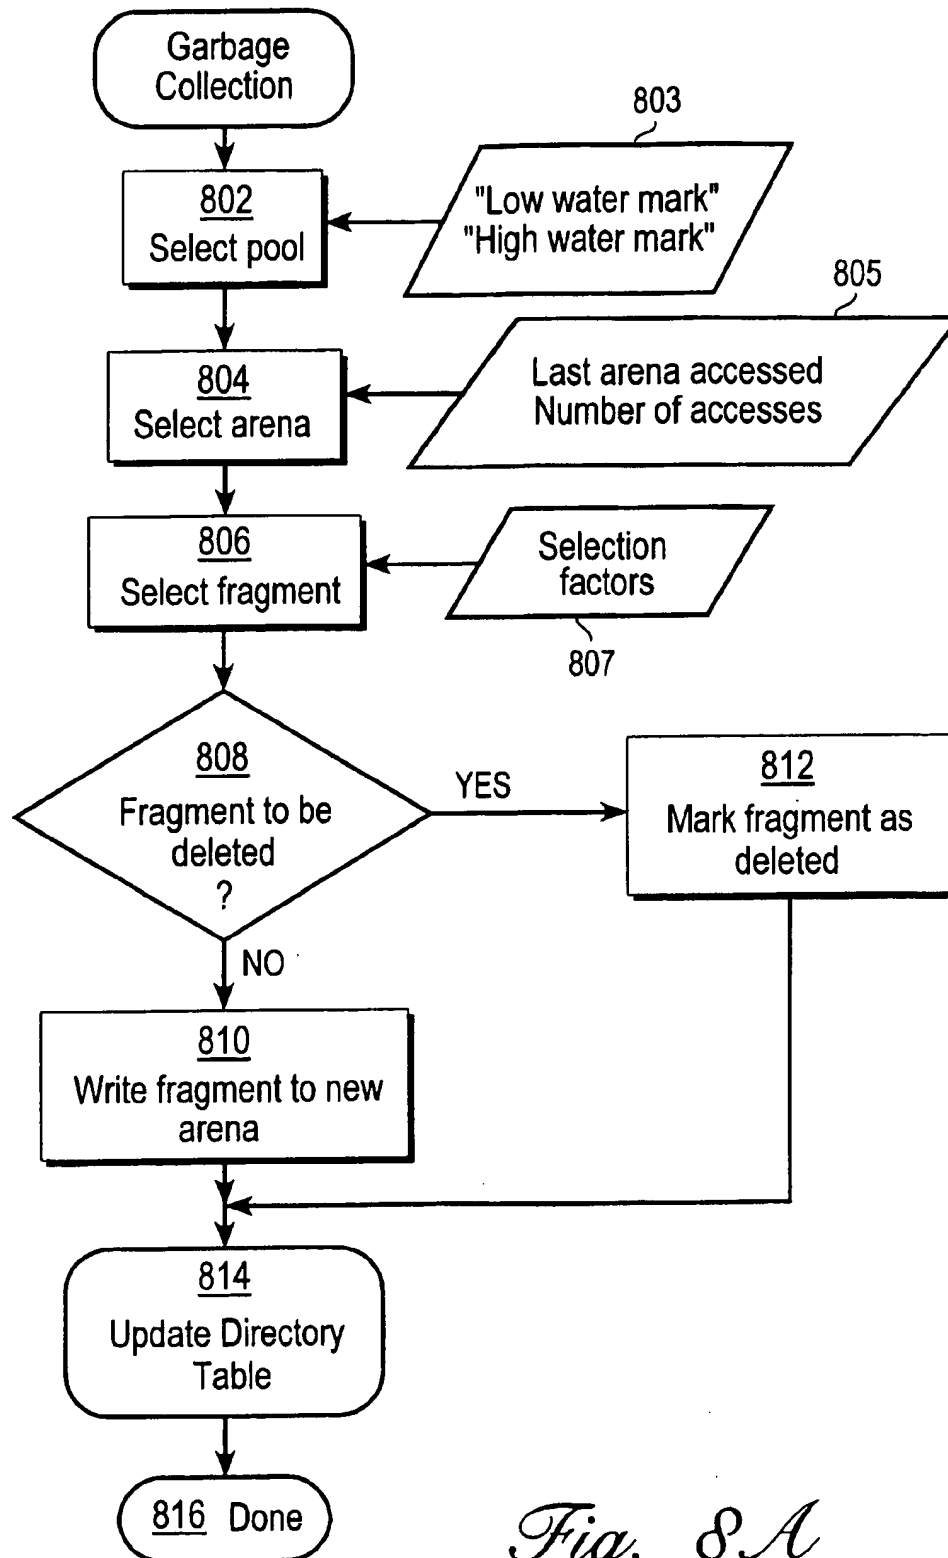 Garbage
Collection
803
802
Select pool
"Low water mark"
"High water mark"
805
804
Select arena
Last arena accessed
Number of accesses
806
Select fragment
Selection
factors
807
808
Fragment to be
deleted
?
YES
812
Mark fragment as
deleted
NO
810
Write fragment to new
arena
814
Update Directory
Table
816 Done
Fig. 8A